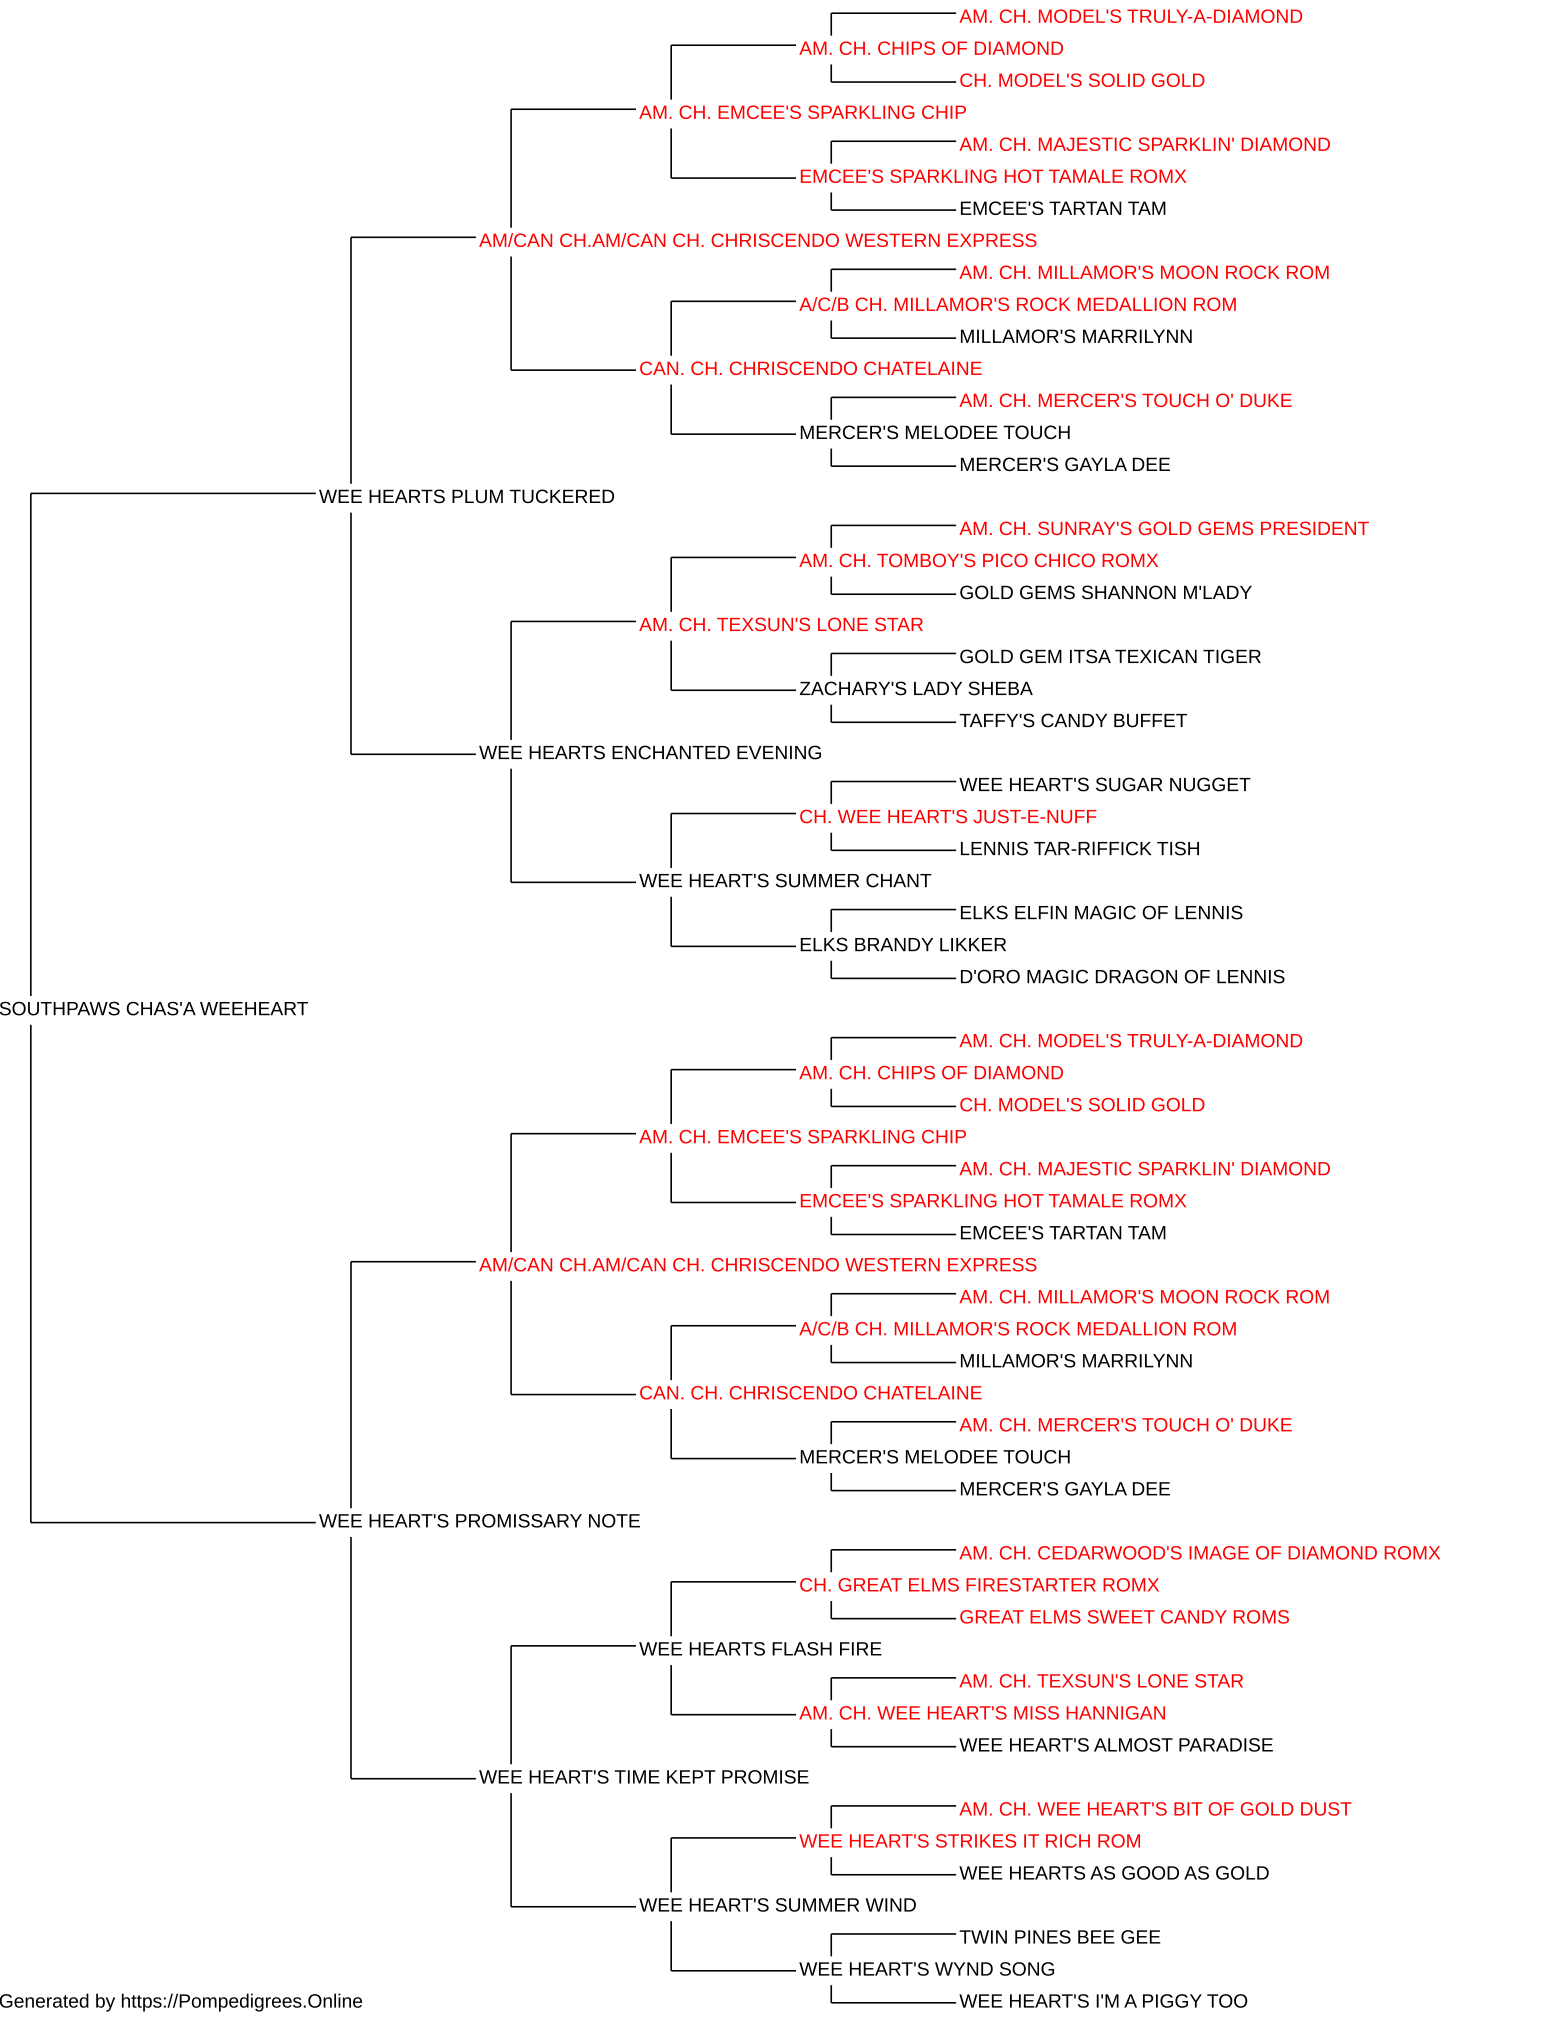 AM. CH. MODEL'S TRULY-A-DIAMOND
AM. CH. CHIPS OF DIAMOND
CH. MODEL'S SOLID GOLD
AM. CH. EMCEE'S SPARKLING CHIP
AM. CH. MAJESTIC SPARKLIN' DIAMOND
EMCEE'S SPARKLING HOT TAMALE ROMX
EMCEE'S TARTAN TAM
AM/CAN CH.AM/CAN CH. CHRISCENDO WESTERN EXPRESS
AM. CH. MILLAMOR'S MOON ROCK ROM
A/C/B CH. MILLAMOR'S ROCK MEDALLION ROM
MILLAMOR'S MARRILYNN
CAN. CH. CHRISCENDO CHATELAINE
AM. CH. MERCER'S TOUCH O' DUKE
MERCER'S MELODEE TOUCH
MERCER'S GAYLA DEE
WEE HEARTS PLUM TUCKERED
AM. CH. SUNRAY'S GOLD GEMS PRESIDENT
AM. CH. TOMBOY'S PICO CHICO ROMX
GOLD GEMS SHANNON M'LADY
AM. CH. TEXSUN'S LONE STAR
GOLD GEM ITSA TEXICAN TIGER
ZACHARY'S LADY SHEBA
TAFFY'S CANDY BUFFET
WEE HEARTS ENCHANTED EVENING
WEE HEART'S SUGAR NUGGET
CH. WEE HEART'S JUST-E-NUFF
LENNIS TAR-RIFFICK TISH
WEE HEART'S SUMMER CHANT
ELKS ELFIN MAGIC OF LENNIS
ELKS BRANDY LIKKER
D'ORO MAGIC DRAGON OF LENNIS
SOUTHPAWS CHAS'A WEEHEART
AM. CH. MODEL'S TRULY-A-DIAMOND
AM. CH. CHIPS OF DIAMOND
CH. MODEL'S SOLID GOLD
AM. CH. EMCEE'S SPARKLING CHIP
AM. CH. MAJESTIC SPARKLIN' DIAMOND
EMCEE'S SPARKLING HOT TAMALE ROMX
EMCEE'S TARTAN TAM
AM/CAN CH.AM/CAN CH. CHRISCENDO WESTERN EXPRESS
AM. CH. MILLAMOR'S MOON ROCK ROM
A/C/B CH. MILLAMOR'S ROCK MEDALLION ROM
MILLAMOR'S MARRILYNN
CAN. CH. CHRISCENDO CHATELAINE
AM. CH. MERCER'S TOUCH O' DUKE
MERCER'S MELODEE TOUCH
MERCER'S GAYLA DEE
WEE HEART'S PROMISSARY NOTE
AM. CH. CEDARWOOD'S IMAGE OF DIAMOND ROMX
CH. GREAT ELMS FIRESTARTER ROMX
GREAT ELMS SWEET CANDY ROMS
WEE HEARTS FLASH FIRE
AM. CH. TEXSUN'S LONE STAR
AM. CH. WEE HEART'S MISS HANNIGAN
WEE HEART'S ALMOST PARADISE
WEE HEART'S TIME KEPT PROMISE
AM. CH. WEE HEART'S BIT OF GOLD DUST
WEE HEART'S STRIKES IT RICH ROM
WEE HEARTS AS GOOD AS GOLD
WEE HEART'S SUMMER WIND
TWIN PINES BEE GEE
WEE HEART'S WYND SONG
WEE HEART'S I'M A PIGGY TOO
Generated by https://Pompedigrees.Online